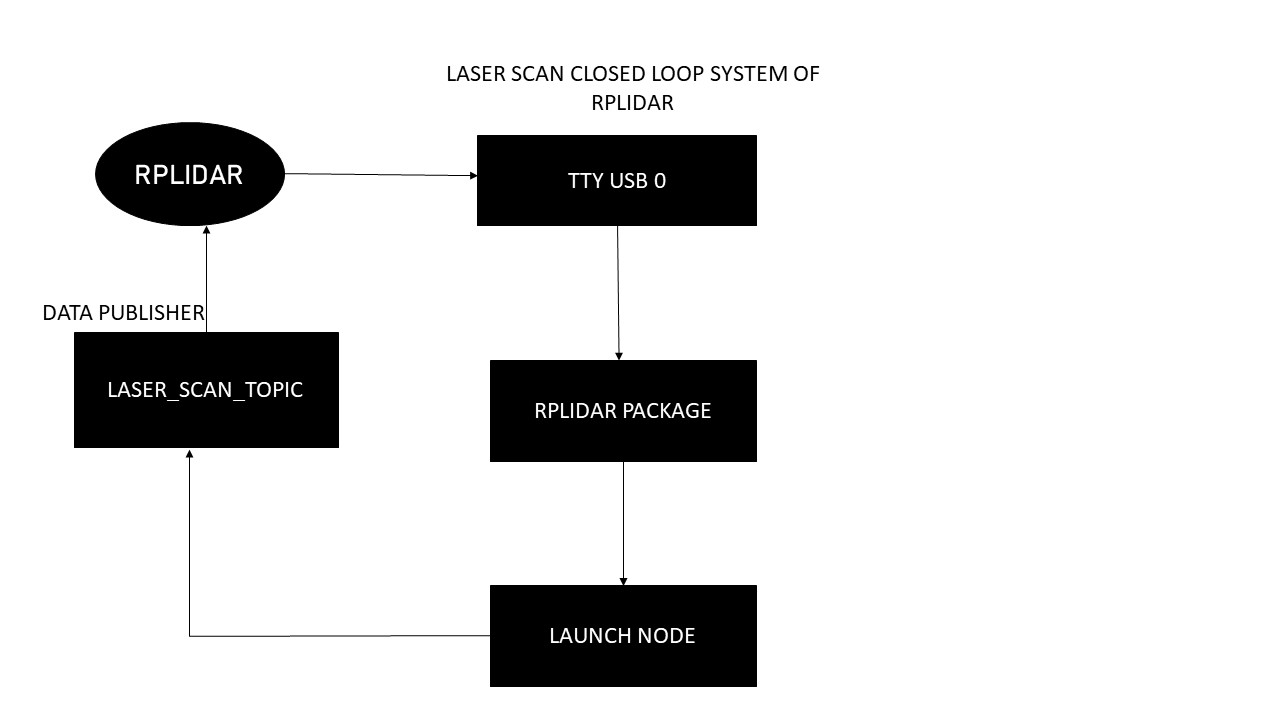 LASER SCAN CLOSED LOOP SYSTEM OF
RPLIDAR
RPLIDAR
TTY USB 0
DATA PUBLISHER
LASER_SCAN_TOPIC
RPLIDAR PACKAGE
LAUNCH NODE